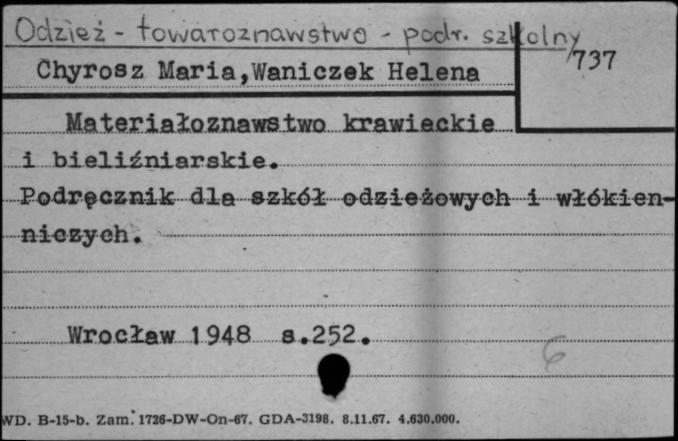 Odzież - towaroznawstwo - podr. szkolny
737
Chyrosz Maria, Waniczek Helena
Materiałoznawstwo krawieckie
i bieliźniarskie.
Podręcznik dla szkół odzieżowych i włókien-
niczych.
Wrocław 1948 s.252.
6
WD. B-15-b. Zam. 1726-DW-On-67. GDA-3198. 8.11.67. 4.630.000.